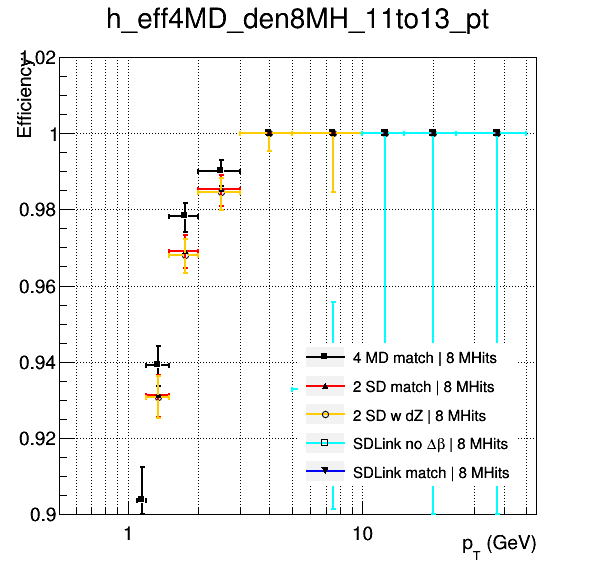 h_eff4MD_den8MH_11to13_pt
Efficiency
1.02
1
0.98
0.96
0.94
0.92
0.9
4 MD match | 8 MHits
2 SD match | 8 MHits
2 SD w dZ | 8 MHits
SDLink no Δβ | 8 MHits
SDLink match | 8 MHits
1
10
p_T (GeV)